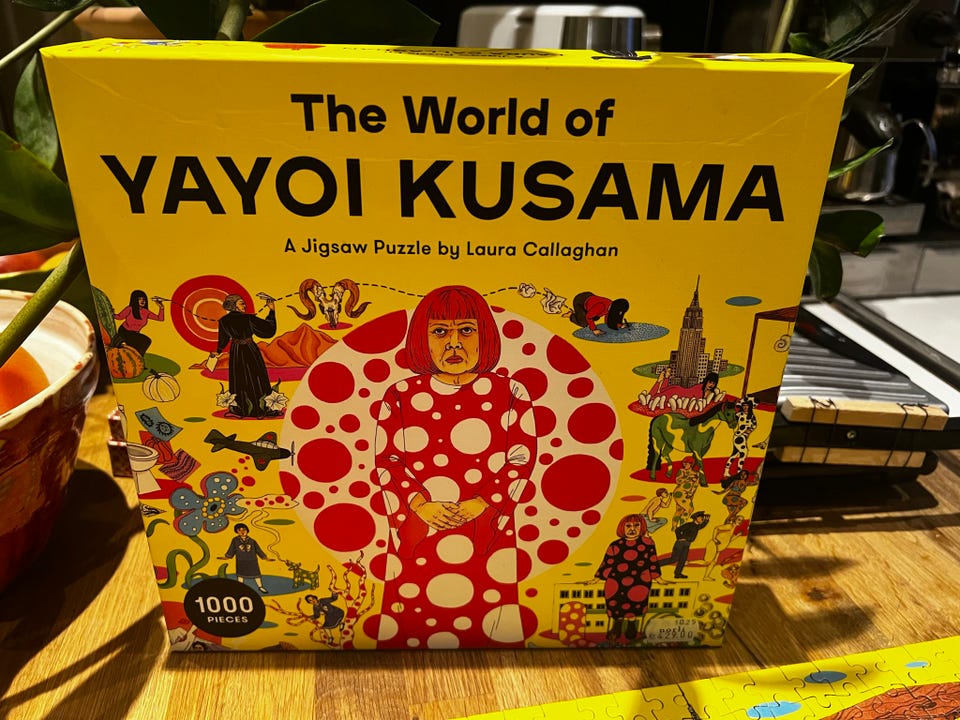 The World of
YAYOI KUSAMA
A Jigsaw Puzzle by Laura Callaghan
1000
PIECES